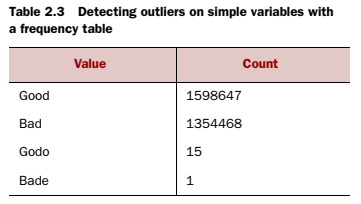 Table 2.3 Detecting outliers on simple variables with
a frequency table
Value Count
Good 1598647
Bad 1354468
Godo 15
Bade 1